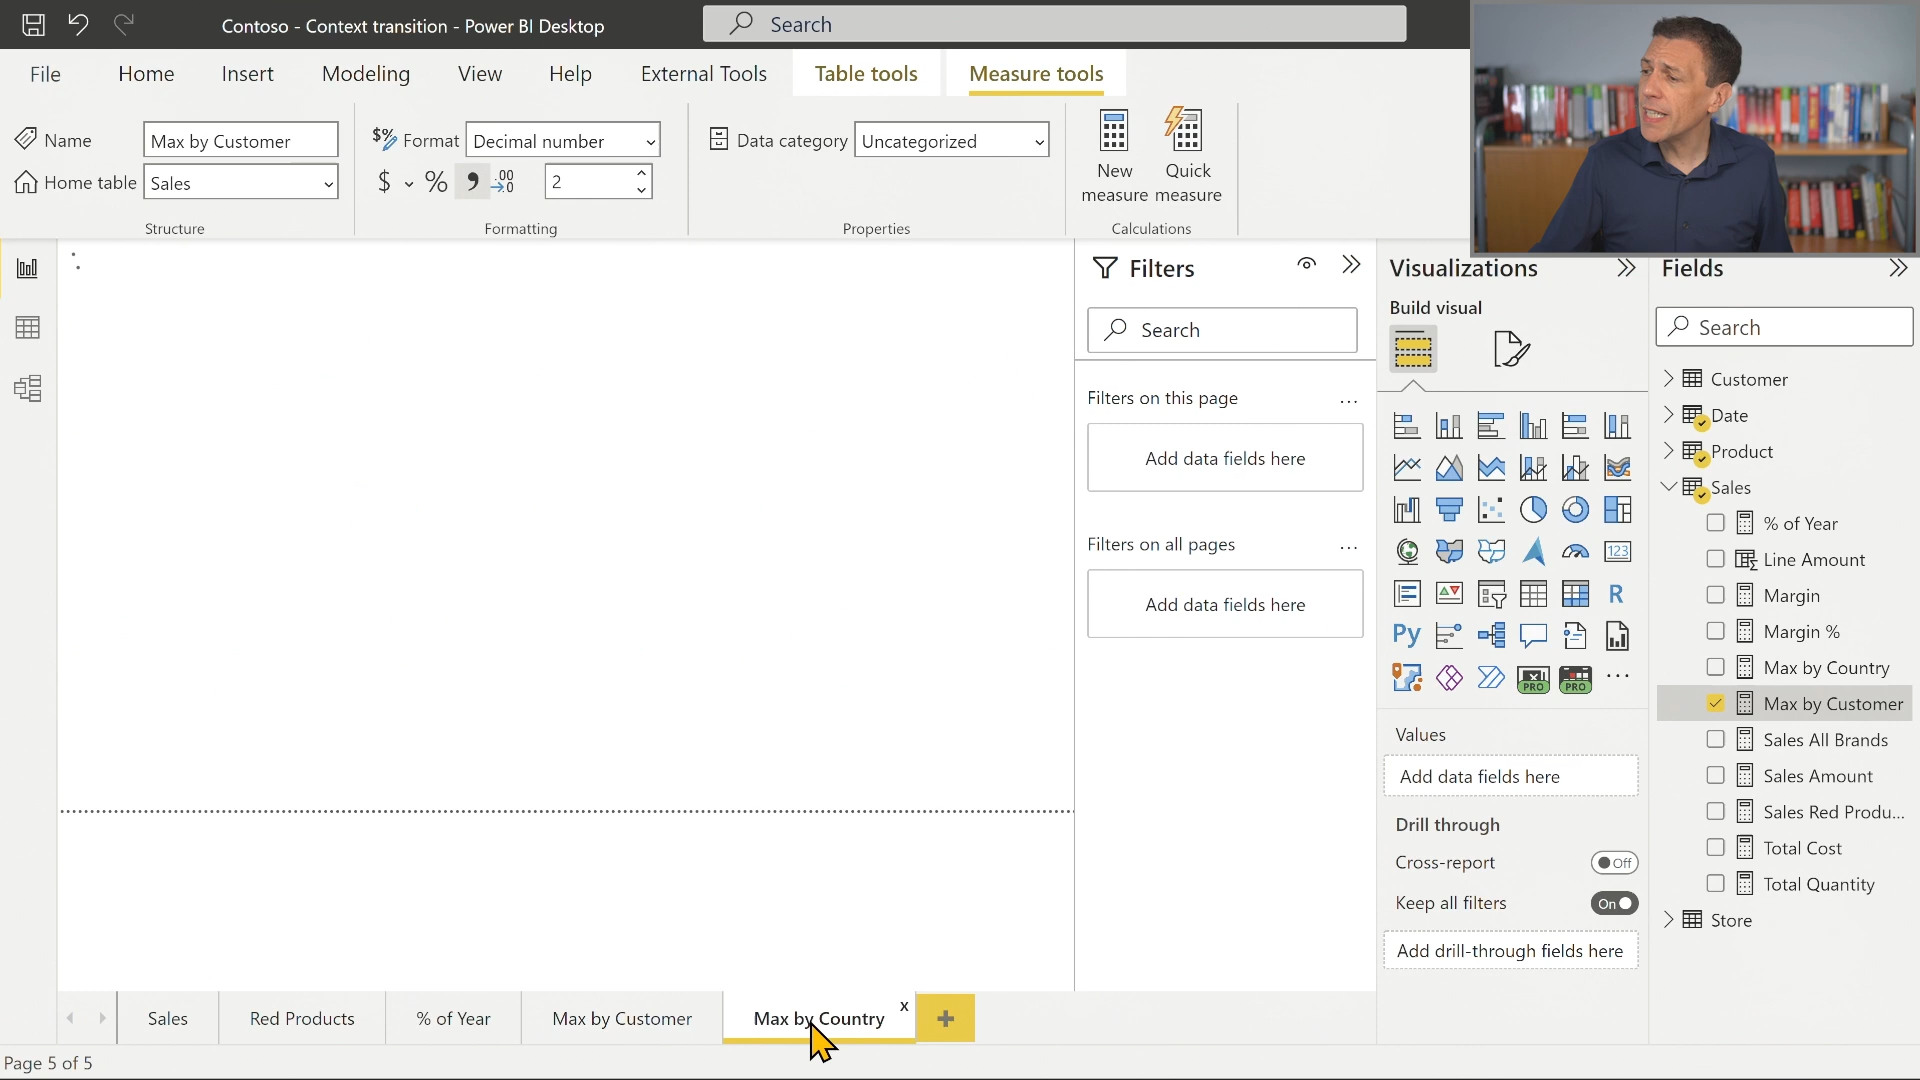 Contoso - Context transition - Power BI Desktop
Search
File
Home
Insert
Modeling
View
Help
External Tools
Table tools
Measure tools
Name
Max by Customer
Home table
Sales
Structure
$%
Format
Decimal number
$
%
,
.00
→.0
2
Formatting
Data category
Uncategorized
Properties
New
measure
Quick
measure
Calculations
Filters
Search
Filters on this page
...
Add data fields here
Filters on all pages
...
Add data fields here
Visualizations
Build visual
123
R
Py
PRO
PRO
...
Values
Add data fields here
Drill through
Cross-report
Off
Keep all filters
On
Add drill-through fields here
Fields
Search
Customer
Date
Product
Sales
% of Year
Line Amount
Margin
Margin %
Max by Country
Max by Customer
Sales All Brands
Sales Amount
Sales Red Produ...
Total Cost
Total Quantity
Store
Sales
Red Products
% of Year
Max by Customer
Max by Country
x
+
Page 5 of 5